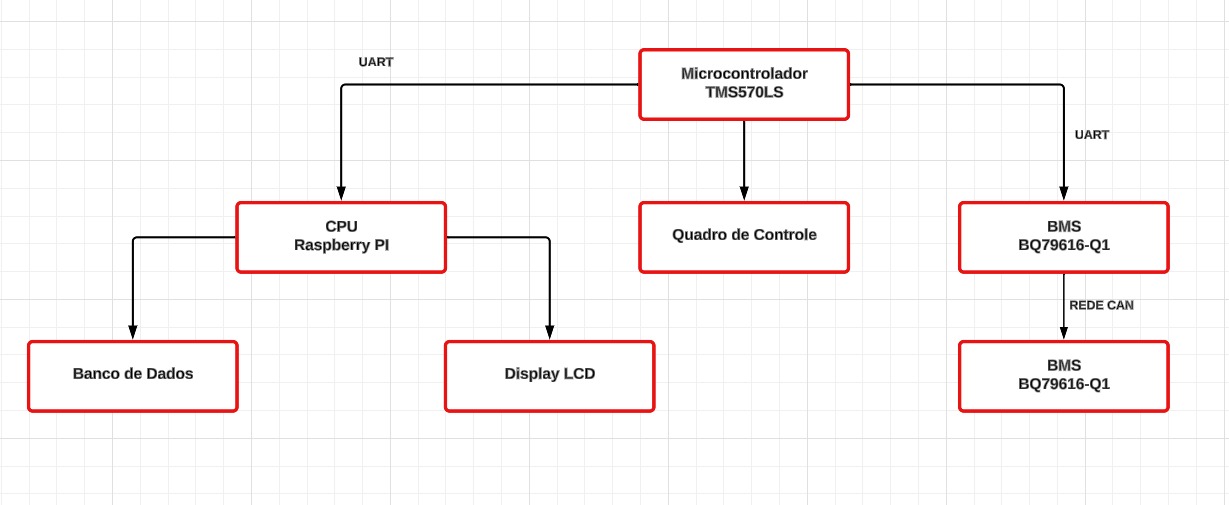 UART
Microcontrolador
TMS570LS
UART
CPU
Raspberry PI
Quadro de Controle
BMS
BQ79616-Q1
REDE CAN
Banco de Dados
Display LCD
BMS
BQ79616-Q1